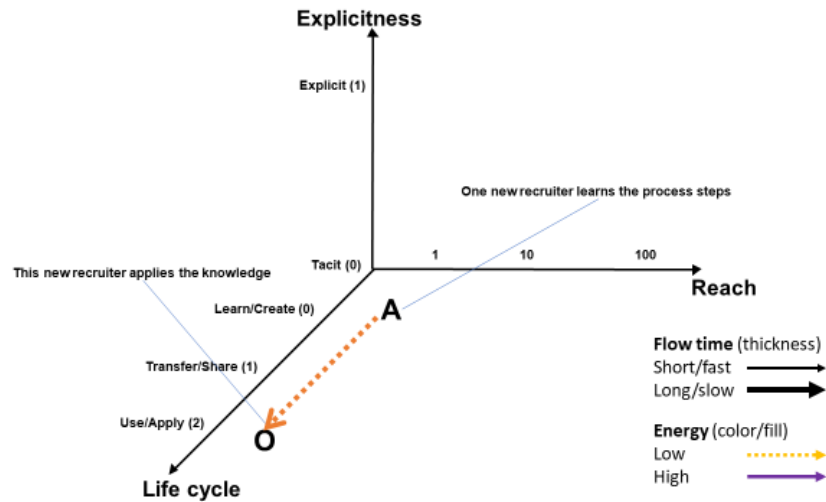 Explicitness
Explicit (1)
One new recruiter learns the process steps
1 10 100
Tacit (0)
This new recruiter applies the knowledge
Reach
Learn/Create (0)
A
Flow time (thickness)
Short/fast
Transfer/Share (1)
Long/slow
Use/Apply (2)
Energy (color/fill)
O
Low
High
Life cycle